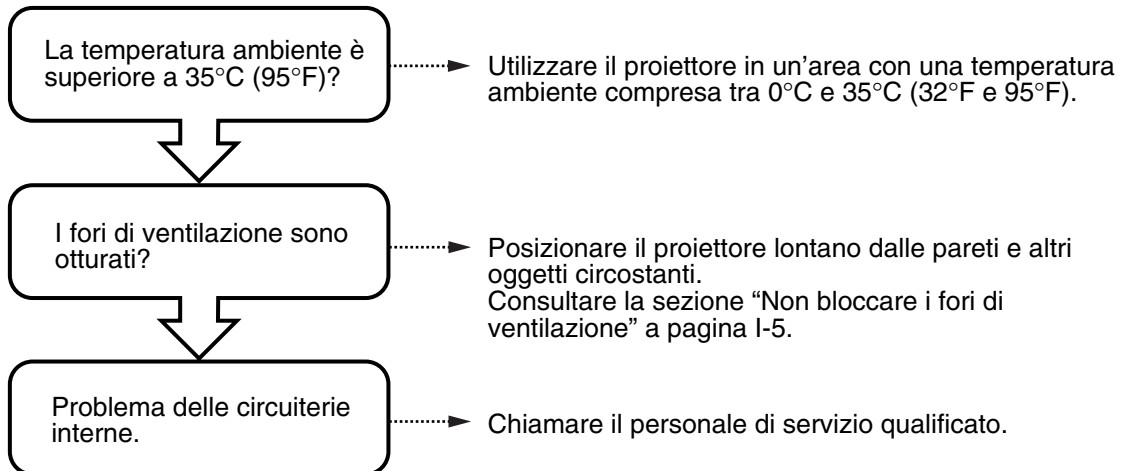 La temperatura ambiente è
superiore a 35°C (95°F)?
Utilizzare il proiettore in un'area con una temperatura
ambiente compresa tra 0°C e 35°C (32°F e 95°F).
I fori di ventilazione sono
otturati?
Posizionare il proiettore lontano dalle pareti e altri
oggetti circostanti.
Consultare la sezione “Non bloccare i fori di
ventilazione” a pagina I-5.
Problema delle circuiterie
interne.
Chiamare il personale di servizio qualificato.